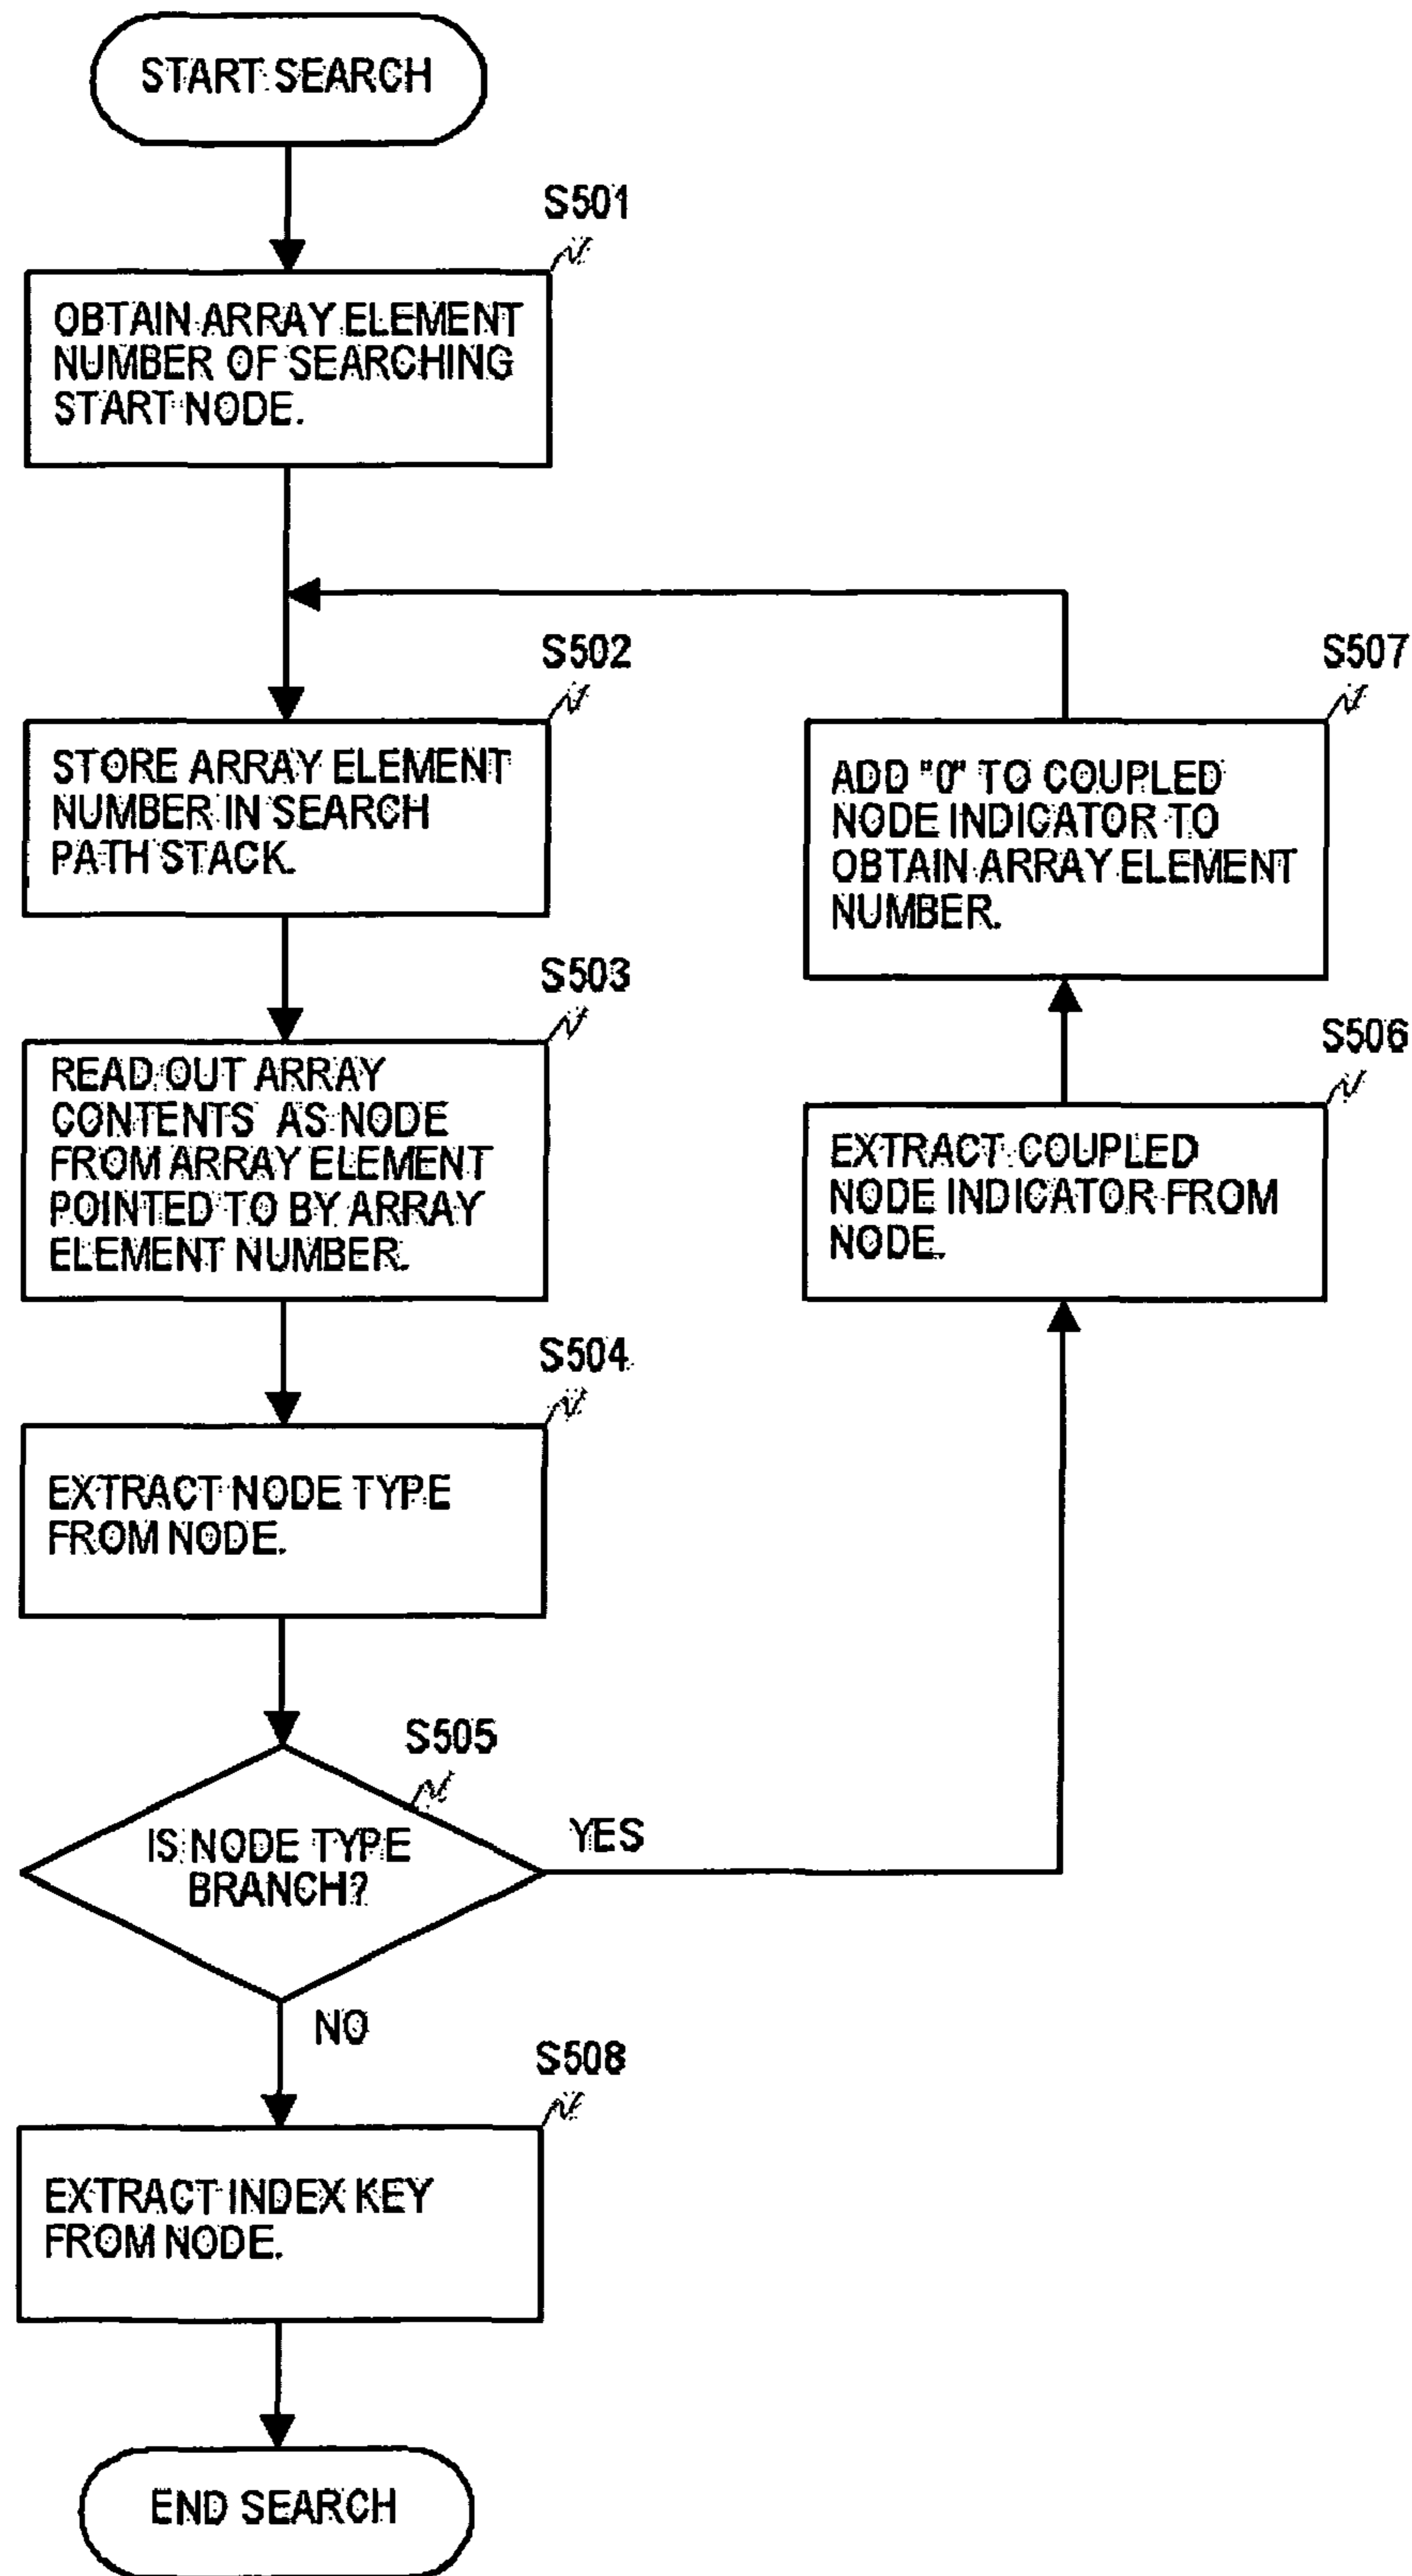 START SEARCH
S501
OBTAIN ARRAY ELEMENT
NUMBER OF SEARCHING
START NODE.
S502
STORE ARRAY ELEMENT
NUMBER IN SEARCH
PATH STACK.
S503
READ OUT ARRAY
CONTENTS AS NODE
FROM ARRAY ELEMENT
POINTED TO BY ARRAY
ELEMENT NUMBER.
S504
EXTRACT NODE TYPE
FROM NODE.
S505
IS NODE TYPE
BRANCH?
YES
NO
S507
ADD "0" TO COUPLED
NODE INDICATOR TO
OBTAIN ARRAY ELEMENT
NUMBER.
S506
EXTRACT COUPLED
NODE INDICATOR FROM
NODE.
S508
EXTRACT INDEX KEY
FROM NODE.
END SEARCH